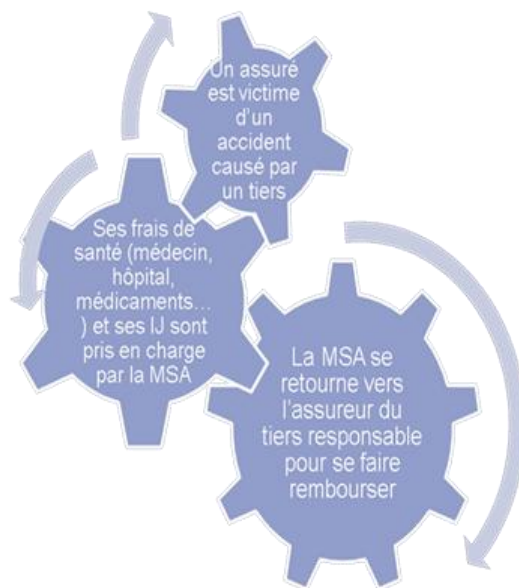 Un assuré
est victime
d'un
accident
causé par
un tiers
Ses frais de
santé (médecin,
hôpital,
médicaments…
) et ses IJ sont
pris en charge
par la MSA
La MSA se
retourne vers
l'assureur du
tiers responsable
pour se faire
rembourser